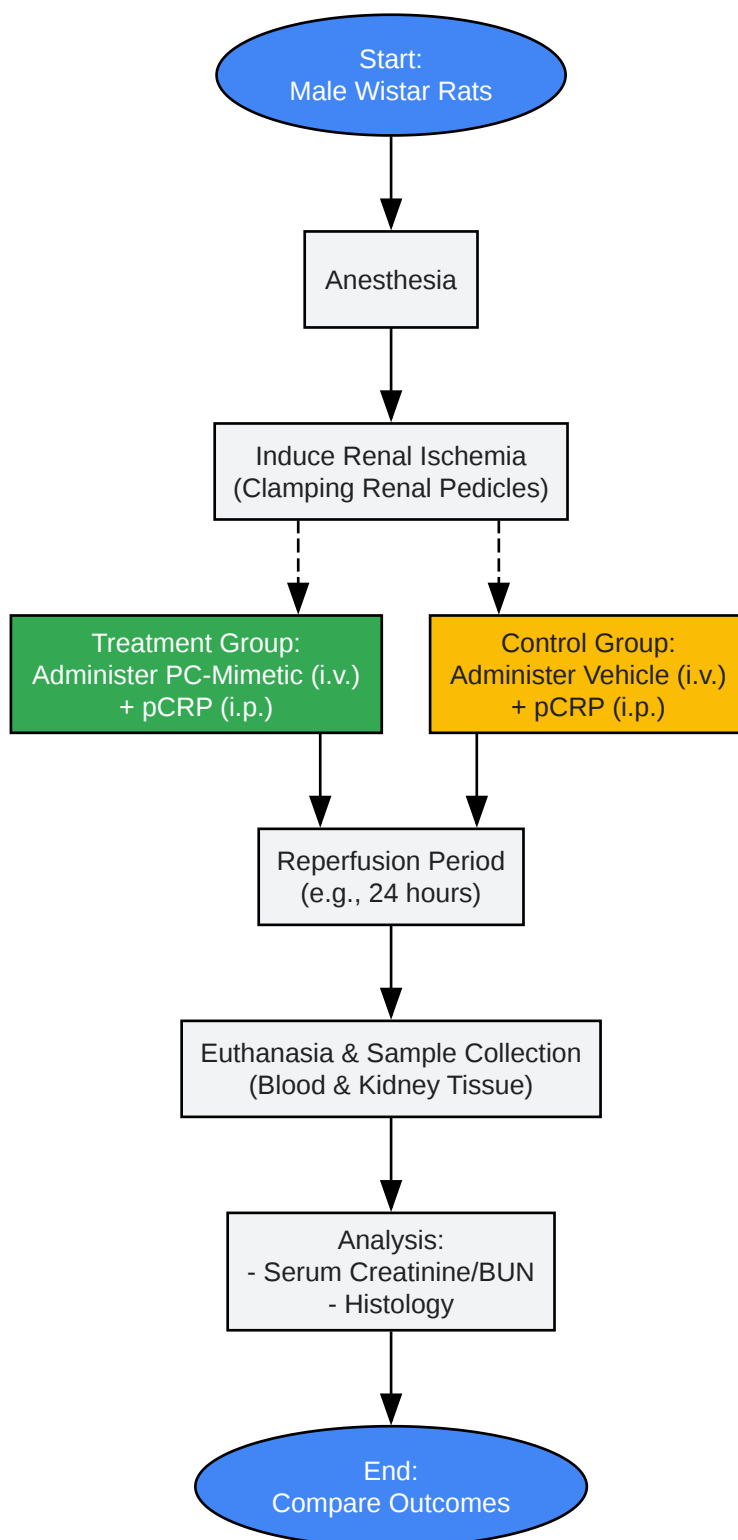 Start:
Male Wistar Rats
Anesthesia
Induce Renal Ischemia
(Clamping Renal Pedicles)
Treatment Group:
Administer PC-Mimetic (i.v.)
+ pCRP (i.p.)
Control Group:
Administer Vehicle (i.v.)
+ pCRP (i.p.)
Reperfusion Period
(e.g., 24 hours)
Euthanasia & Sample Collection
(Blood & Kidney Tissue)
Analysis:
- Serum Creatinine/BUN
- Histology
End:
Compare Outcomes